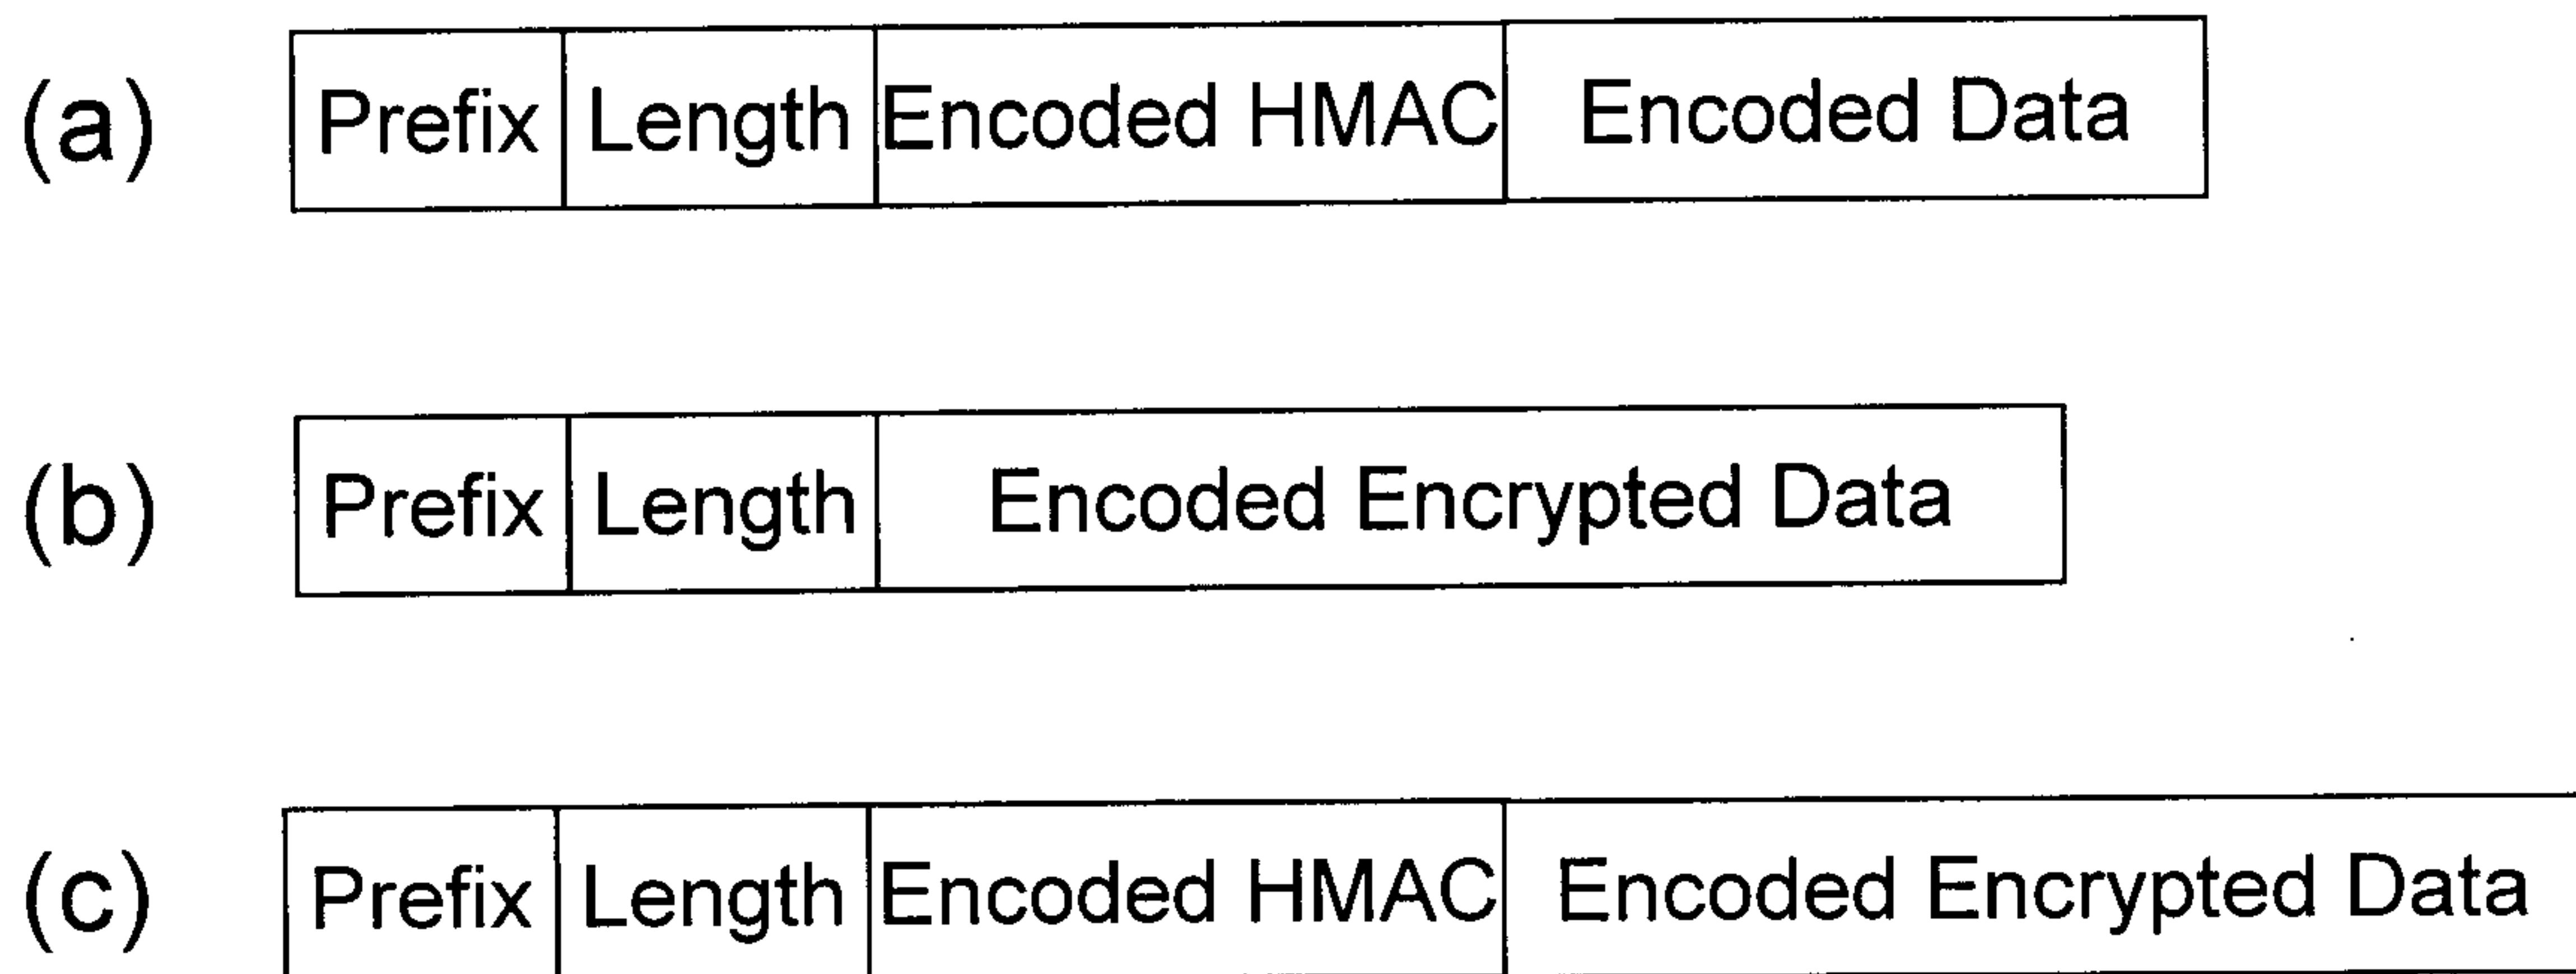 (a) Prefix Length Encoded HMAC Encoded Data
(b) Prefix Length Encoded Encrypted Data
(c) Prefix Length Encoded HMAC Encoded Encrypted Data